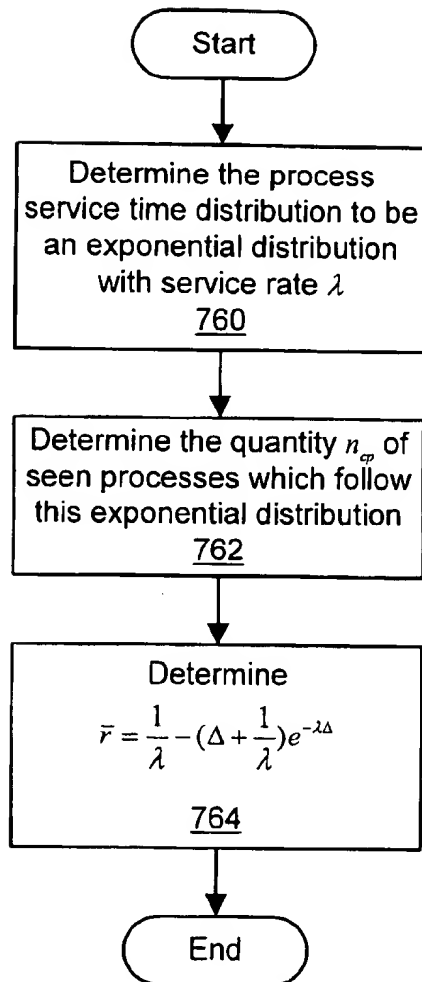 Start
Determine the process
service time distribution to be
an exponential distribution
with service rate λ
760
Determine the quantity n_cp of
seen processes which follow
this exponential distribution
762
Determine
r̄ = 1/λ − (Δ + 1/λ)e^{−λΔ}
764
End